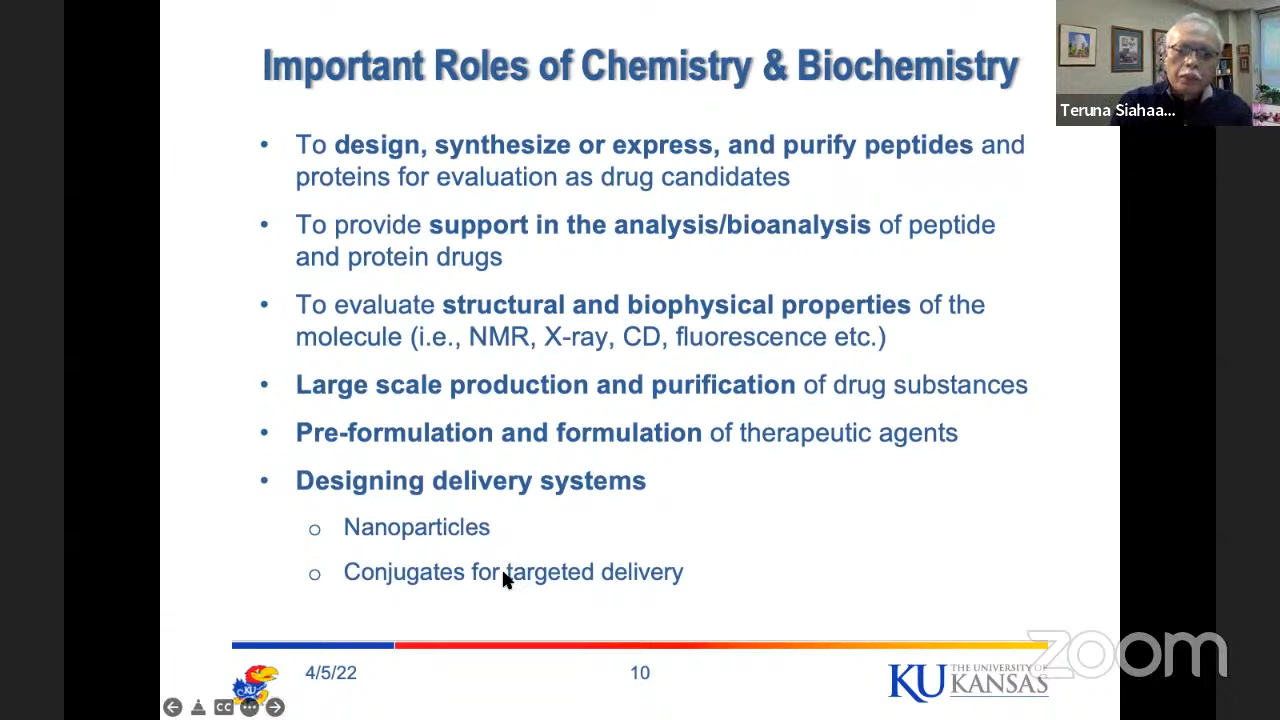 Important Roles of Chemistry & Biochemistry
Teruna Siahaa...
• To design, synthesize or express, and purify peptides and
proteins for evaluation as drug candidates
• To provide support in the analysis/bioanalysis of peptide
and protein drugs
• To evaluate structural and biophysical properties of the
molecule (i.e., NMR, X-ray, CD, fluorescence etc.)
• Large scale production and purification of drug substances
• Pre-formulation and formulation of therapeutic agents
• Designing delivery systems
o Nanoparticles
o Conjugates for targeted delivery
4/5/22
10
KU THE UNIVERSITY OF
KANSAS
zoom
KU
CC